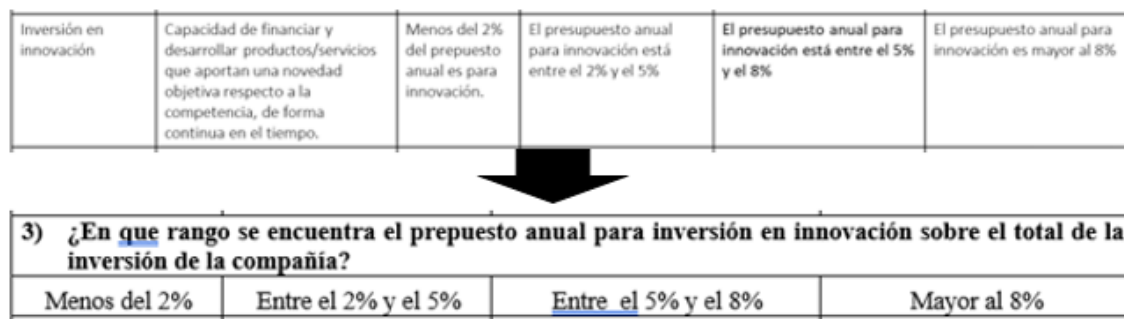 Inversión en
innovación
Capacidad de financiar y
desarrollar productos/servicios
que aportan una novedad
objetiva respecto a la
competencia, de forma
continua en el tiempo.
Menos del 2%
del prepuesto
anual es para
innovación.
El presupuesto anual
para innovación está
entre el 2% y el 5%
El presupuesto anual para
innovación está entre el 5%
y el 8%
El presupuesto anual para
innovación es mayor al 8%
3) ¿En que rango se encuentra el prepuesto anual para inversión en innovación sobre el total de la
inversión de la compañía?
Menos del 2%
Entre el 2% y el 5%
Entre el 5% y el 8%
Mayor al 8%